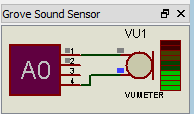 Grove Sound Sensor
VU1
A0
1
2
3
4
VUMETER